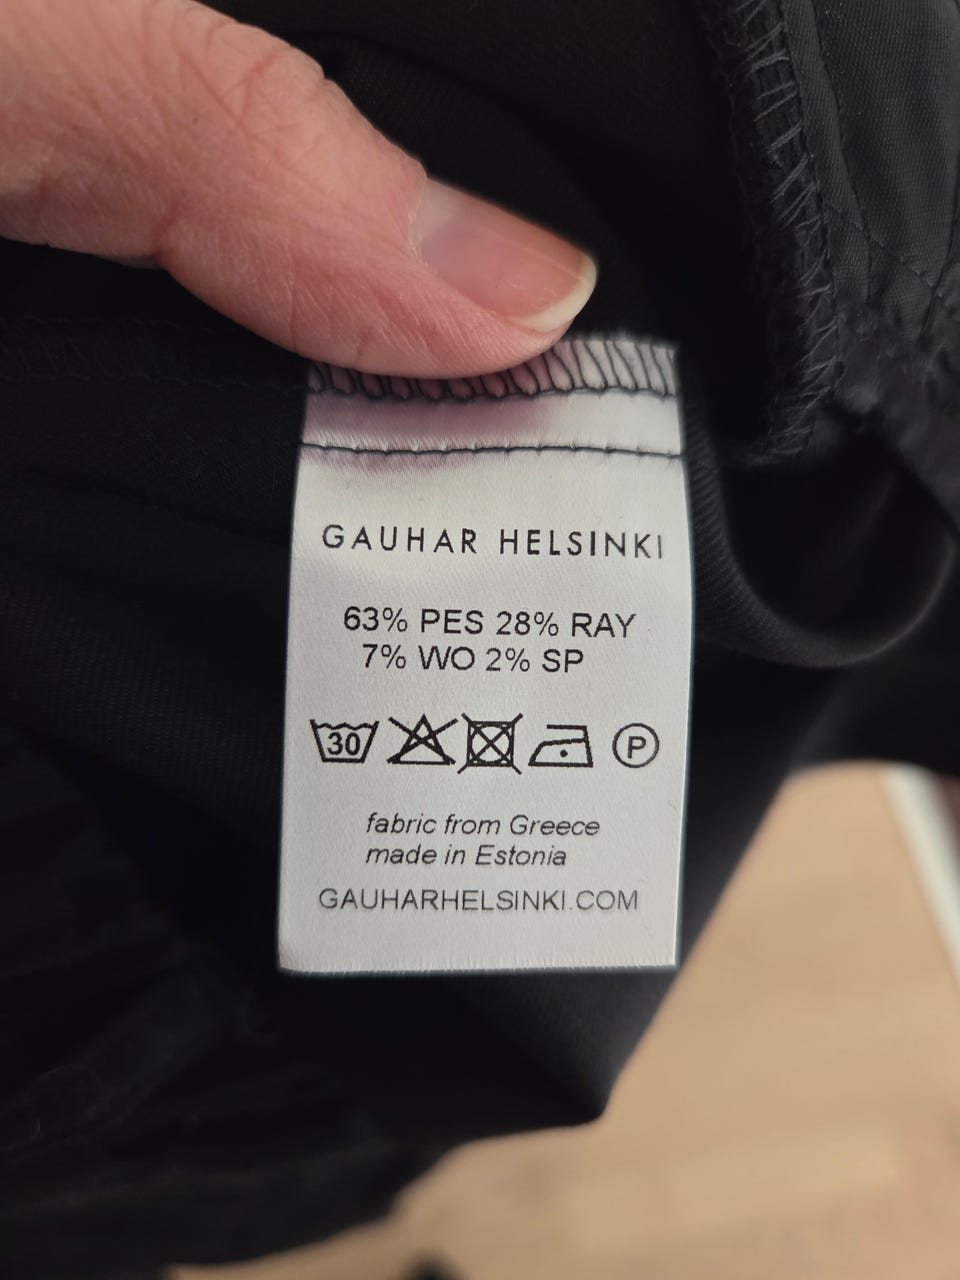 GAUHAR HELSINKI
63% PES 28% RAY
7% WO 2% SP
30 P
fabric from Greece
made in Estonia
GAUHARHELSINKI.COM